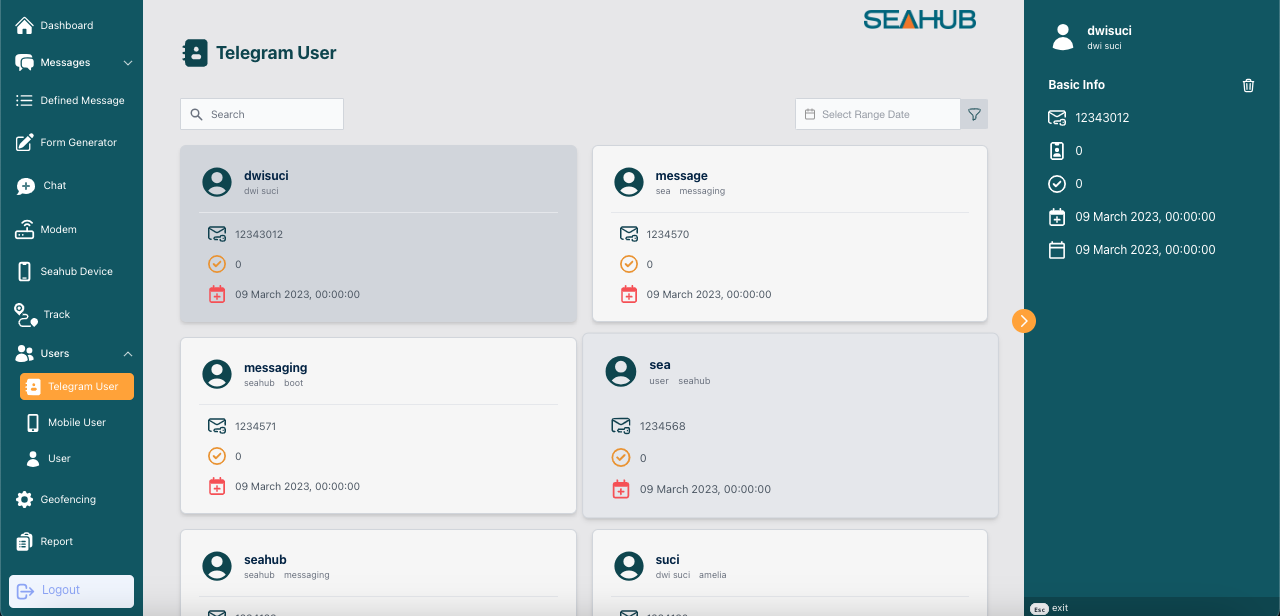 Dashboard
Messages
Defined Message
Form Generator
Chat
Modem
Seahub Device
Track
Users
Telegram User
Mobile User
User
Geofencing
Report
Logout
SEAHUB
Telegram User
Search
Select Range Date
dwisuci
dwi suci
12343012
0
09 March 2023, 00:00:00
message
sea messaging
1234570
0
09 March 2023, 00:00:00
messaging
seahub boot
1234571
0
09 March 2023, 00:00:00
sea
user seahub
1234568
0
09 March 2023, 00:00:00
seahub
seahub messaging
suci
dwi suci amelia
dwisuci
dwi suci
Basic Info
12343012
0
0
09 March 2023, 00:00:00
09 March 2023, 00:00:00
Esc exit